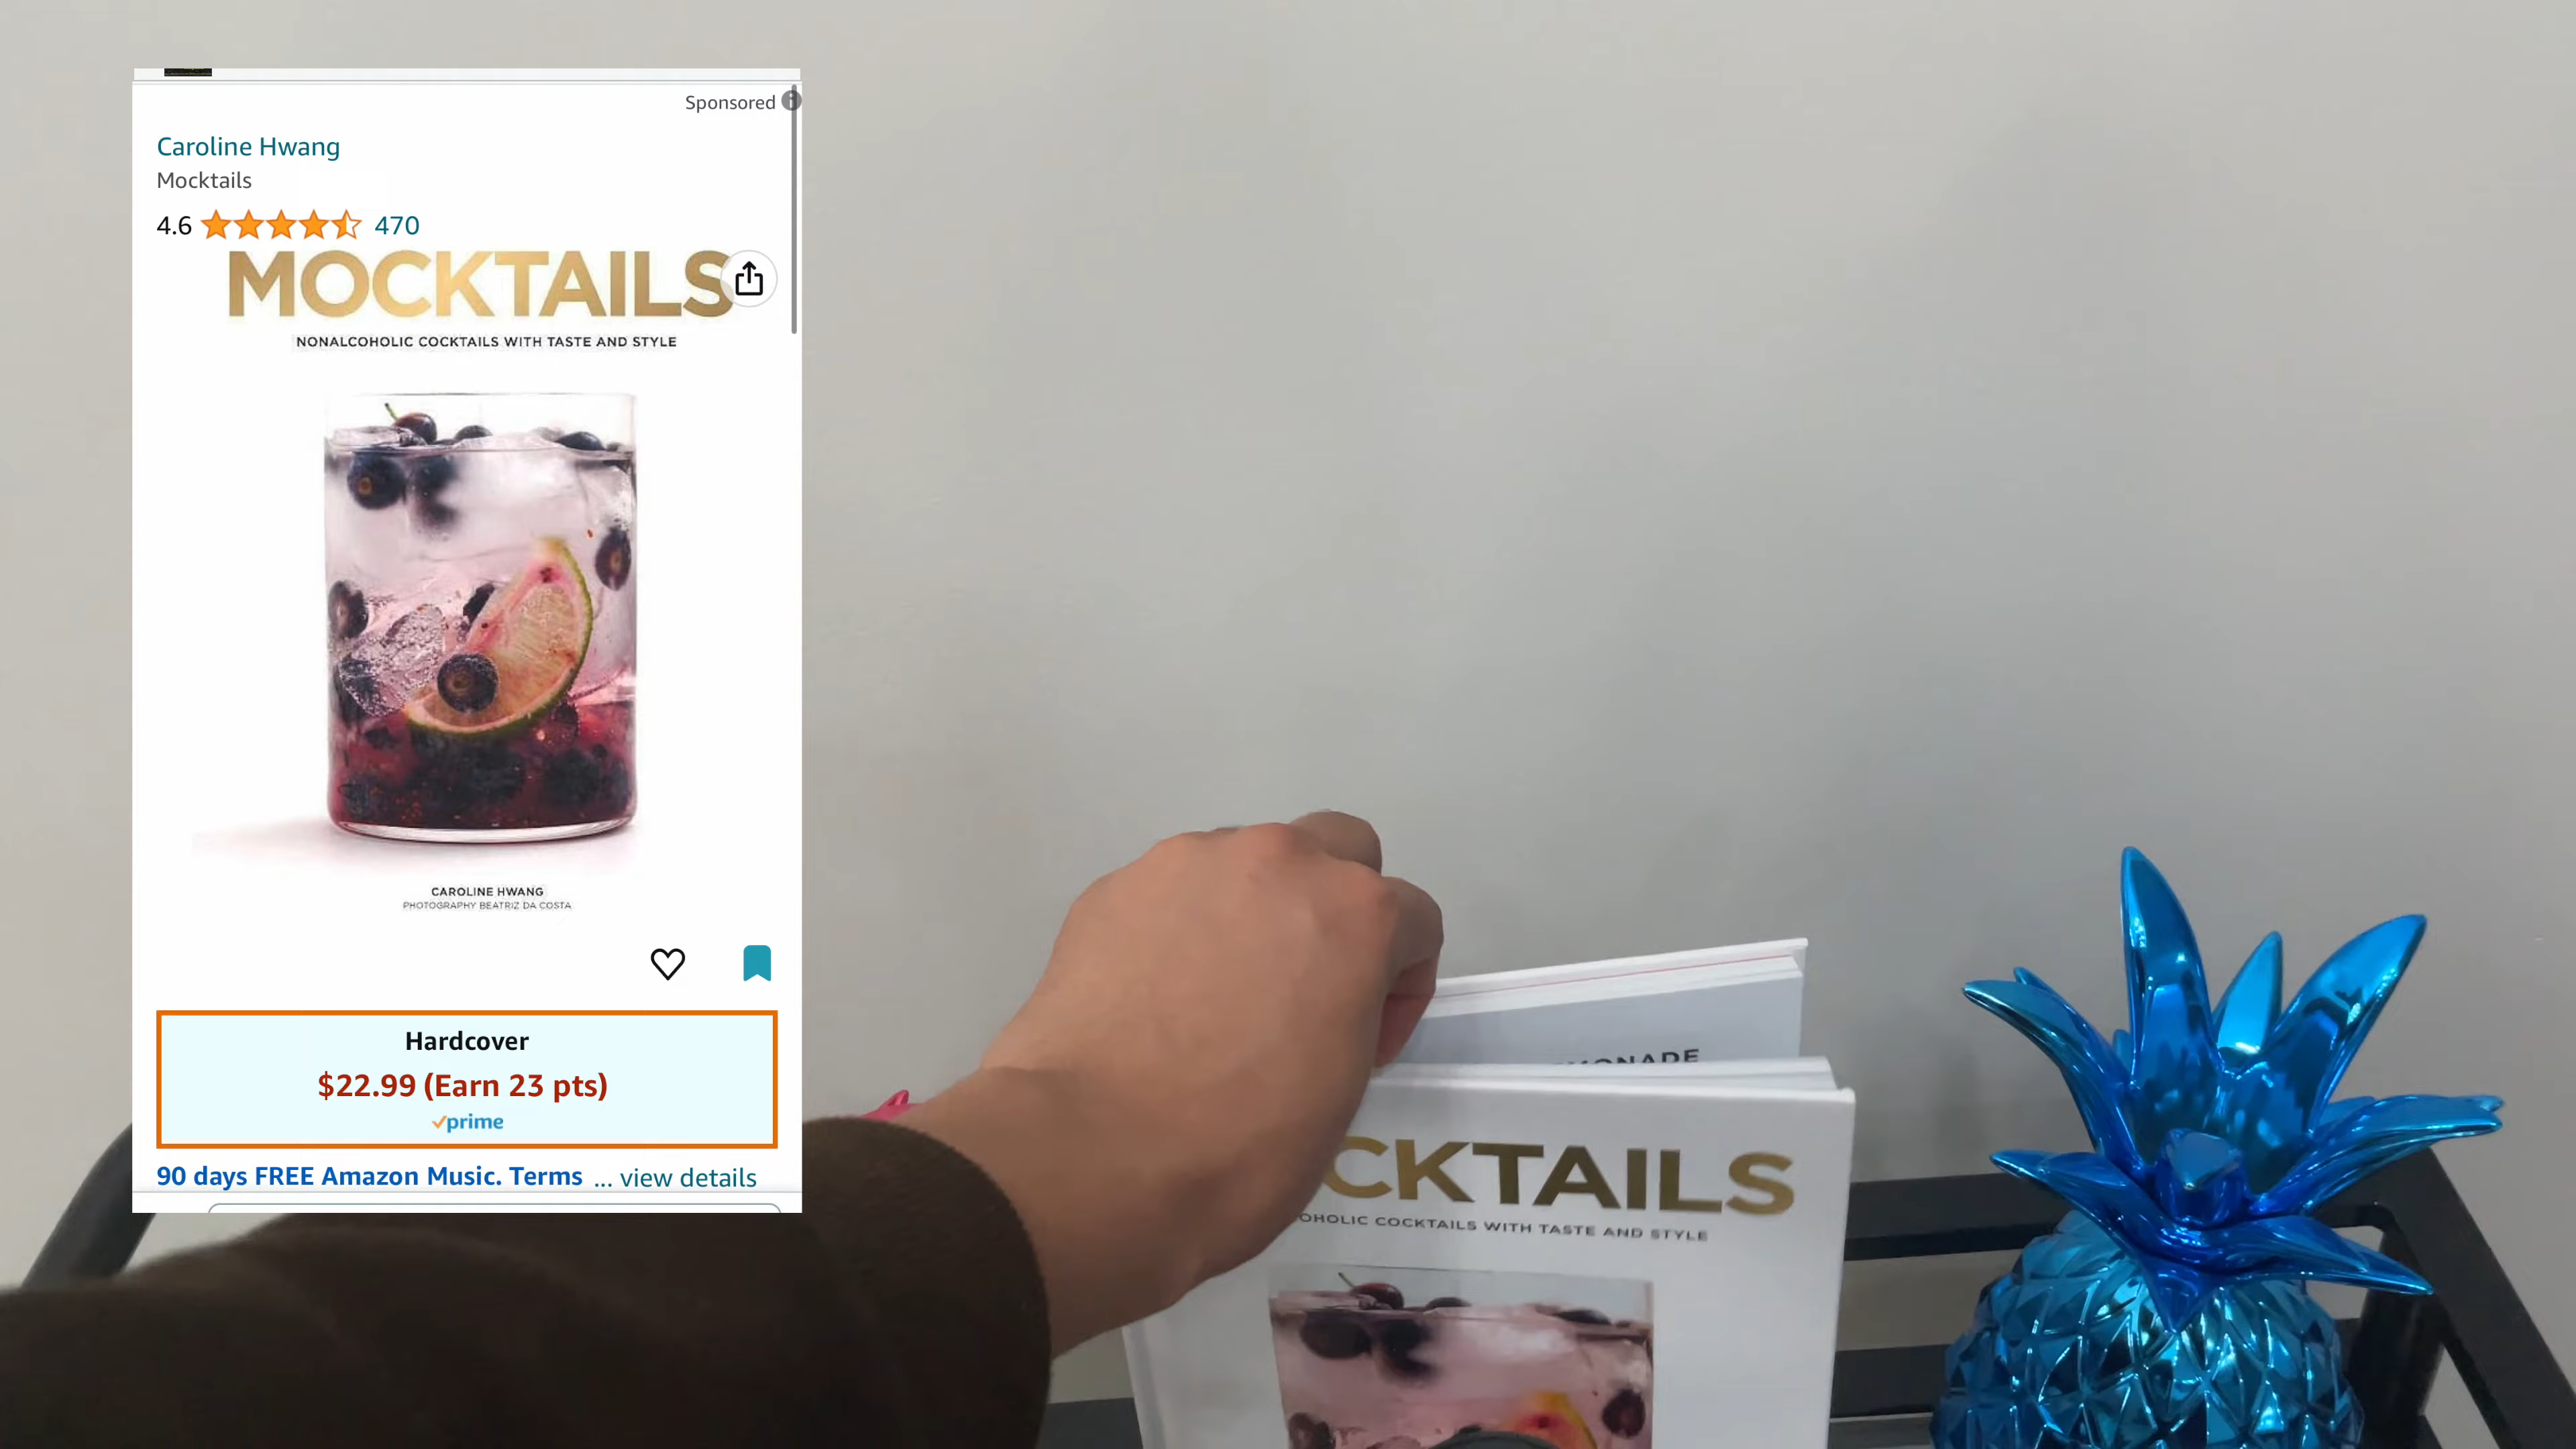 Sponsored
Caroline Hwang
Mocktails
4.6 470
MOCKTAILS
NONALCOHOLIC COCKTAILS WITH TASTE AND STYLE
CAROLINE HWANG
PHOTOGRAPHY BEATRIZ DA COSTA
Hardcover
$22.99 (Earn 23 pts)
prime
90 days FREE Amazon Music. Terms ... view details
MONADE
CKTAILS
OHOLIC COCKTAILS WITH TASTE AND STYLE